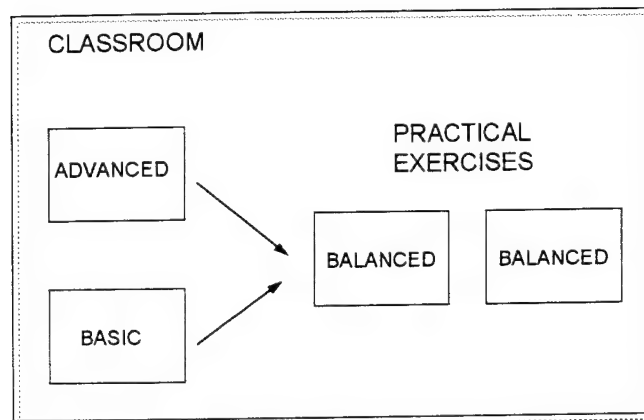 CLASSROOM
ADVANCED
BASIC
PRACTICAL
EXERCISES
BALANCED
BALANCED